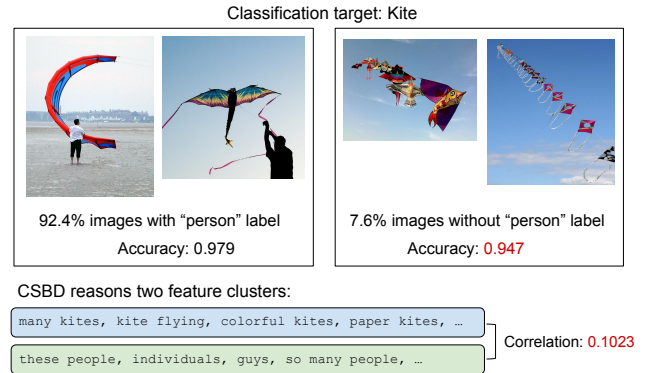 Classification target: Kite
92.4% images with “person” label
Accuracy: 0.979
7.6% images without “person” label
Accuracy: 0.947
CSBD reasons two feature clusters:
many kites, kite flying, colorful kites, paper kites, …
these people, individuals, guys, so many people, …
Correlation: 0.1023